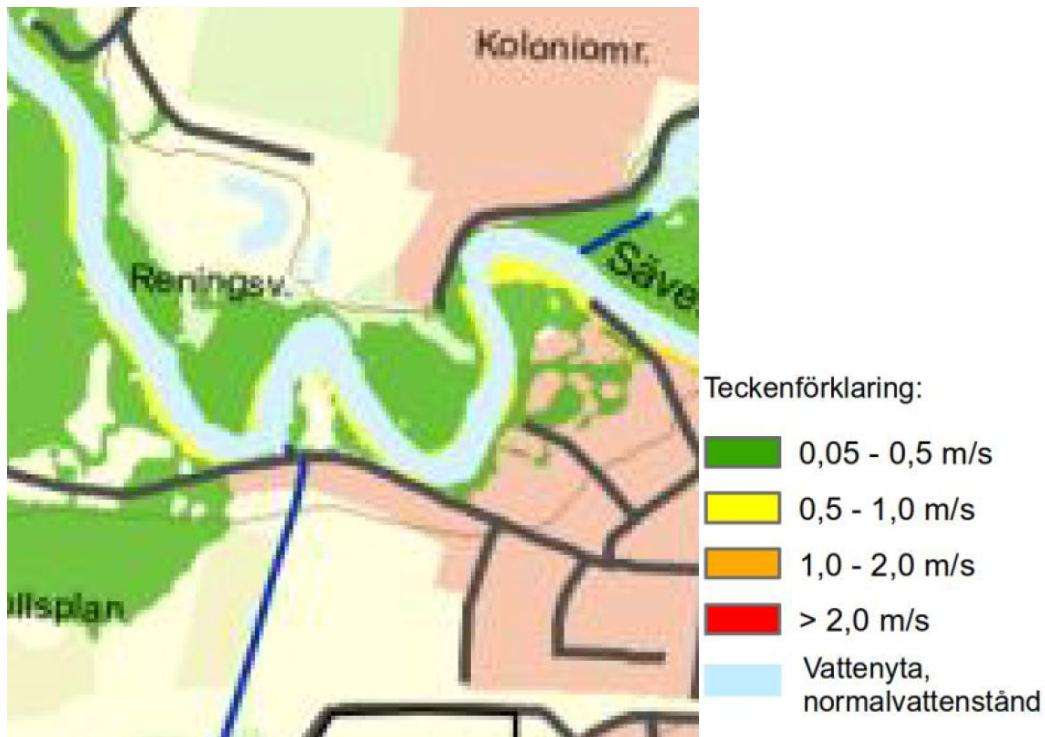 Koloniomr.
Reningsv.
Säve
llsplan
Teckenförklaring:
0,05 - 0,5 m/s
0,5 - 1,0 m/s
1,0 - 2,0 m/s
> 2,0 m/s
Vattenyta,
normalvattenstånd